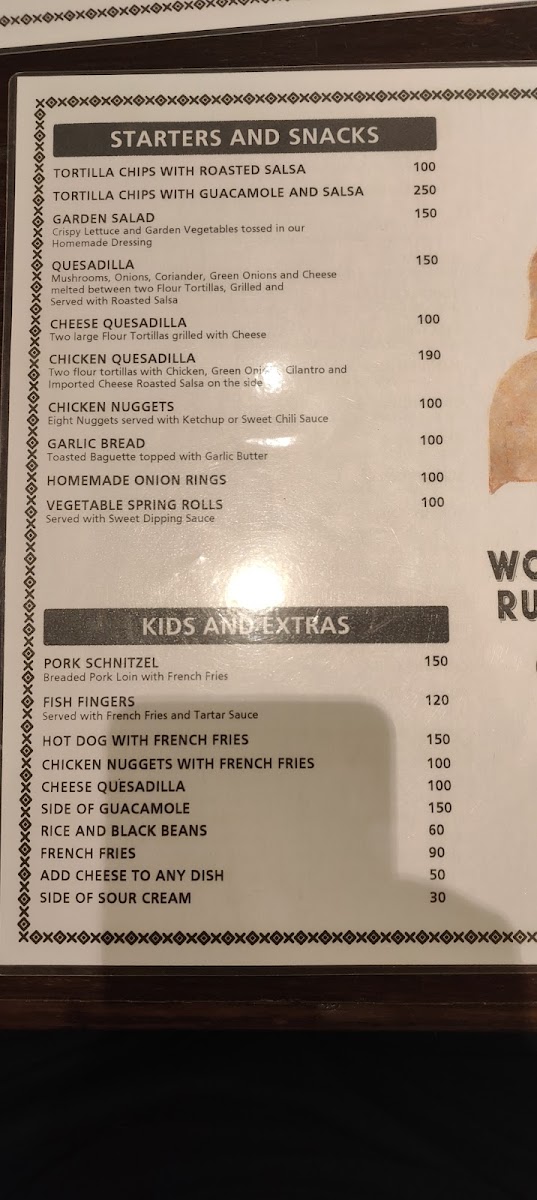 STARTERS AND SNACKS
TORTILLA CHIPS WITH ROASTED SALSA 100
TORTILLA CHIPS WITH GUACAMOLE AND SALSA 250
GARDEN SALAD 150
Crispy Lettuce and Garden Vegetables tossed in our
Homemade Dressing
QUESADILLA 150
Mushrooms, Onions, Coriander, Green Onions and Cheese
melted between two Flour Tortillas, Grilled and
Served with Roasted Salsa
CHEESE QUESADILLA 100
Two large Flour Tortillas grilled with Cheese
CHICKEN QUESADILLA 190
Two flour tortillas with Chicken, Green Onions, Cilantro and
Imported Cheese Roasted Salsa on the side
CHICKEN NUGGETS 100
Eight Nuggets served with Ketchup or Sweet Chili Sauce
GARLIC BREAD 100
Toasted Baguette topped with Garlic Butter
HOMEMADE ONION RINGS 100
VEGETABLE SPRING ROLLS 100
Served with Sweet Dipping Sauce
WO
RU
KIDS AND EXTRAS
PORK SCHNITZEL 150
Breaded Pork Loin with French Fries
FISH FINGERS 120
Served with French Fries and Tartar Sauce
HOT DOG WITH FRENCH FRIES 150
CHICKEN NUGGETS WITH FRENCH FRIES 100
CHEESE QUESADILLA 100
SIDE OF GUACAMOLE 150
RICE AND BLACK BEANS 60
FRENCH FRIES 90
ADD CHEESE TO ANY DISH 50
SIDE OF SOUR CREAM 30